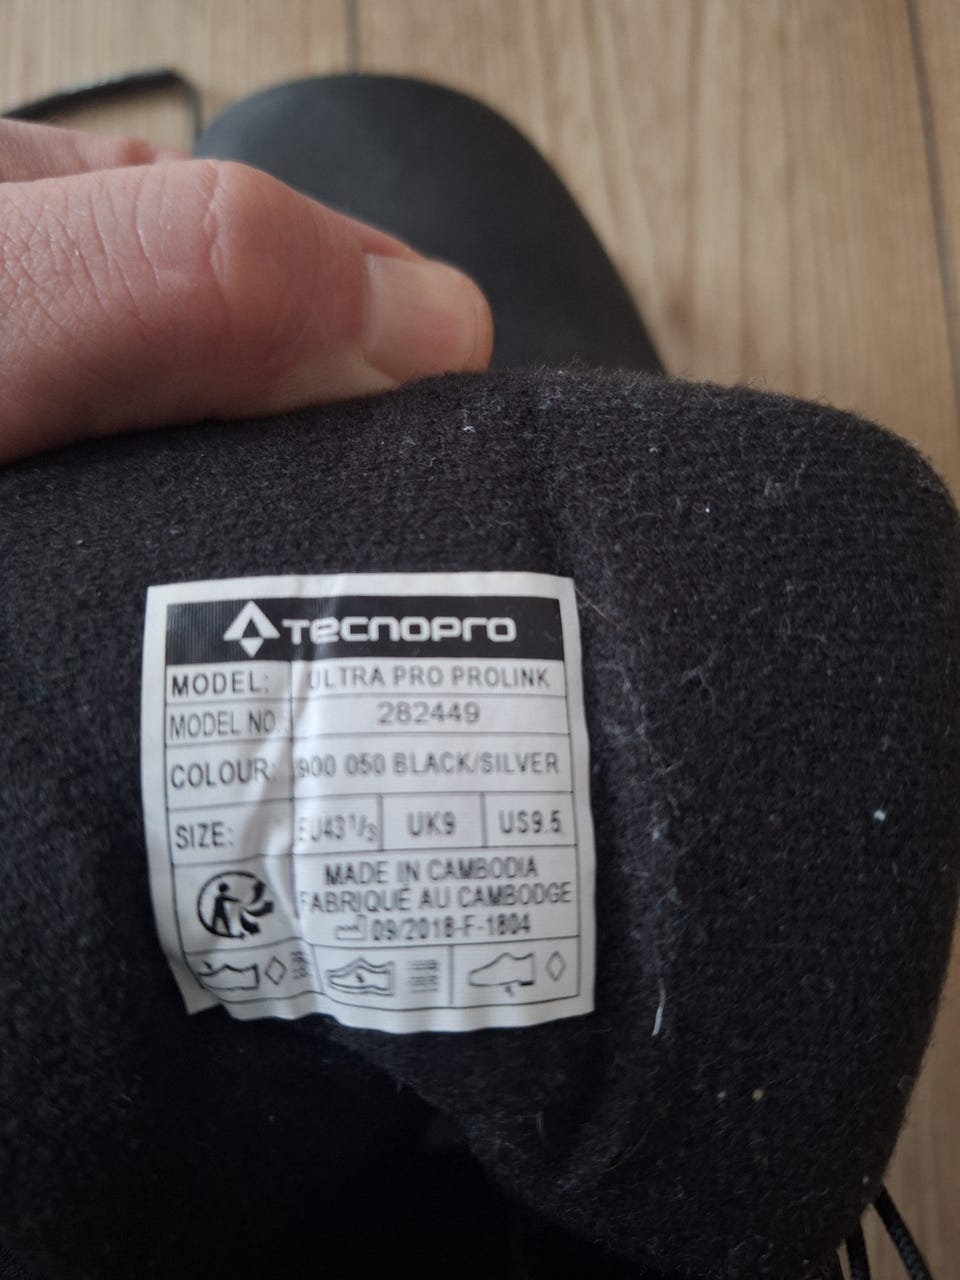 TECNOPRO
MODEL: ULTRA PRO PROLINK
MODEL NO 282449
COLOUR: 900 050 BLACK/SILVER
SIZE: EU43 1/3 UK9 US9.5
MADE IN CAMBODIA
FABRIQUÉ AU CAMBODGE
09/2018-F-1804